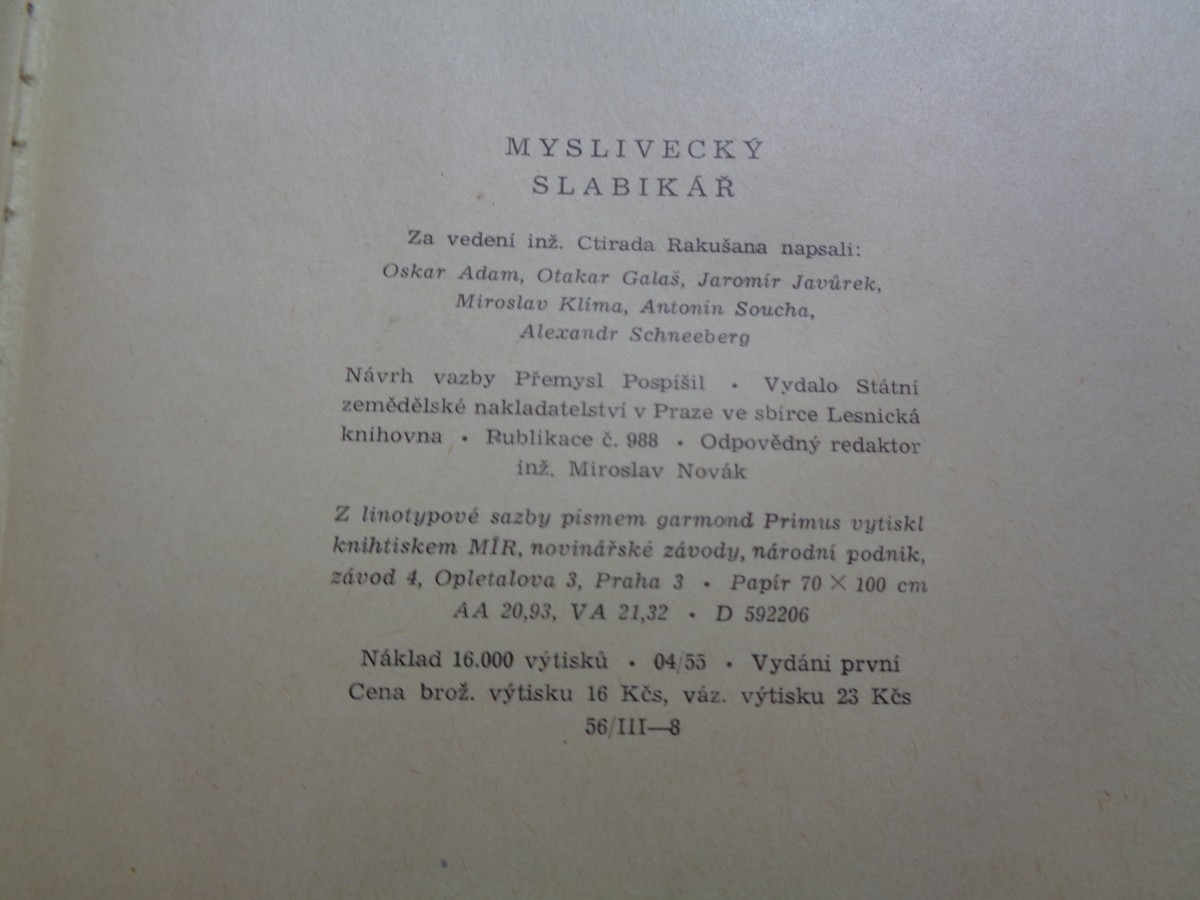 MYSLIVECKÝ
SLABIKÁŘ
Za vedení inž. Ctirada Rakušana napsali:
Oskar Adam, Otakar Galaš, Jaromír Javůrek,
Miroslav Klíma, Antonín Soucha,
Alexandr Schneeberg
Návrh vazby Přemysl Pospíšil • Vydalo Státní
zemědělské nakladatelství v Praze ve sbírce Lesnická
knihovna • Publikace č. 988 • Odpovědný redaktor
inž. Miroslav Novák
Z linotypové sazby písmem garmond Primus vytiskl
knihtiskem MÍR, novinářské závody, národní podnik,
závod 4, Opletalova 3, Praha 3 • Papír 70 × 100 cm
AA 20,93, VA 21,32 • D 592206
Náklad 16.000 výtisků • 04/55 • Vydání první
Cena brož. výtisku 16 Kčs, váz. výtisku 23 Kčs
56/III—8